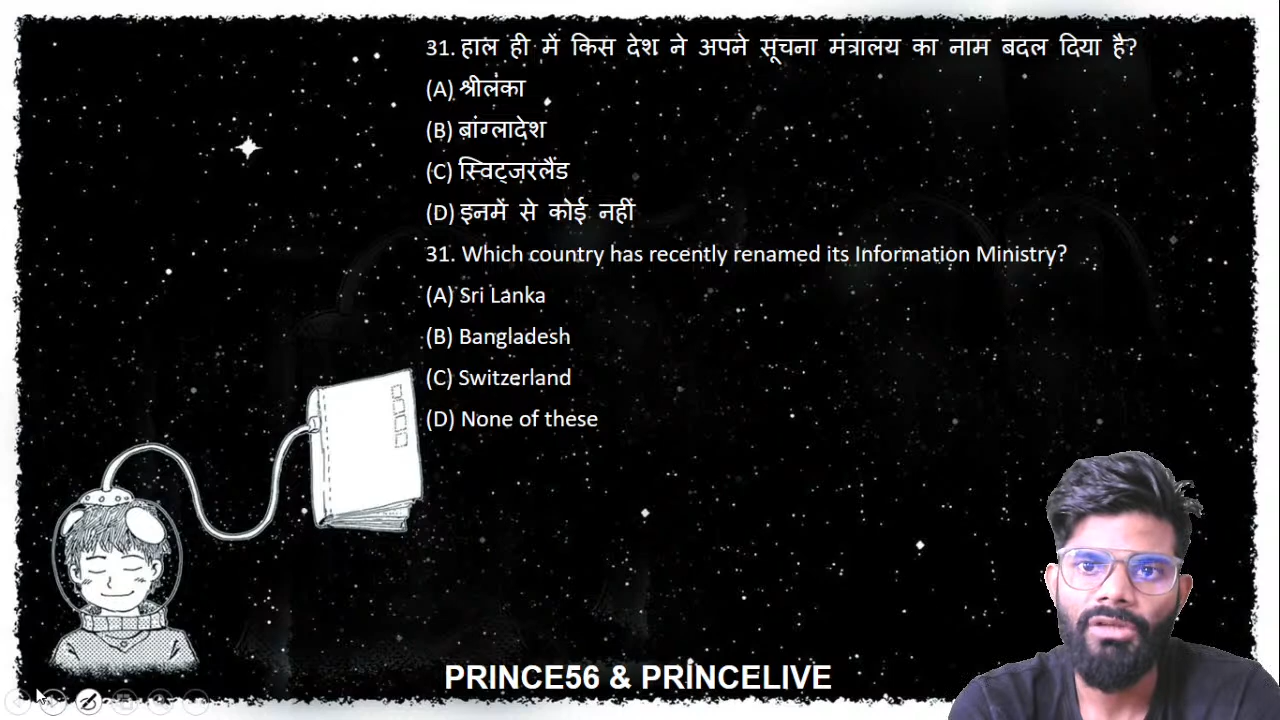 31. हाल ही में किस देश ने अपने सूचना मंत्रालय का नाम बदल दिया है?
(A) श्रीलंका
(B) बांग्लादेश
(C) स्विट्ज़रलैंड
(D) इनमें से कोई नहीं
31. Which country has recently renamed its Information Ministry?
(A) Sri Lanka
(B) Bangladesh
(C) Switzerland
(D) None of these
PRINCE56 & PRINCELIVE